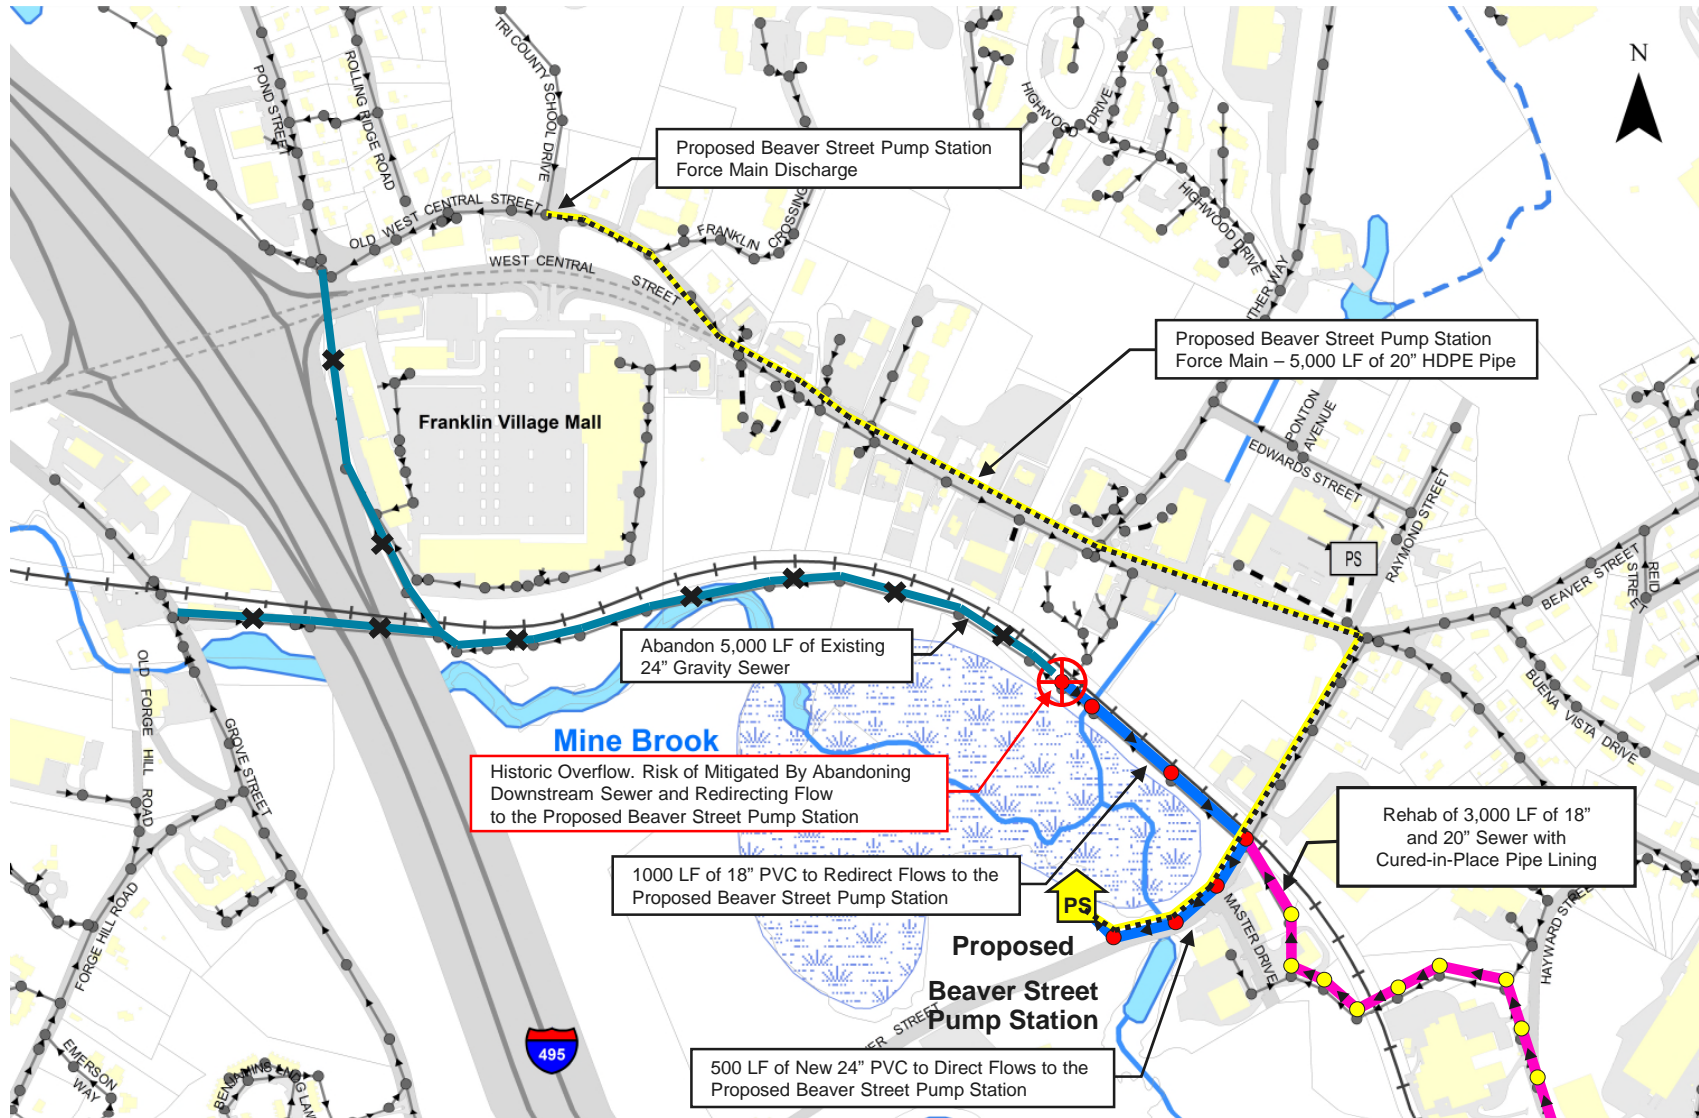 N
TRI COUNTY SCHOOL DRIVE
POND STREET
ROLLING RIDGE ROAD
HIGHWOOD DRIVE
Proposed Beaver Street Pump Station
Force Main Discharge
HIGHWOOD DRIVE
OLD WEST CENTRAL STREET
FRANKLIN CROSSING
WEST CENTRAL STREET
THER WAY
Proposed Beaver Street Pump Station
Force Main – 5,000 LF of 20” HDPE Pipe
Franklin Village Mall
PONTON
AVENUE
EDWARDS STREET
RAYMOND STREET
PS
BEAVER STREET
REID
STREET
Abandon 5,000 LF of Existing
24” Gravity Sewer
OLD FORGE HILL ROAD
GROVE STREET
BUENA VISTA DRIVE
Mine Brook
Historic Overflow. Risk of Mitigated By Abandoning
Downstream Sewer and Redirecting Flow
to the Proposed Beaver Street Pump Station
Rehab of 3,000 LF of 18”
and 20” Sewer with
Cured-in-Place Pipe Lining
1000 LF of 18” PVC to Redirect Flows to the
Proposed Beaver Street Pump Station
PS
MASTER DRIVE
HAYWARD STREET
FORGE HILL ROAD
Proposed
Beaver Street
Pump Station
VER STREET
495
500 LF of New 24” PVC to Direct Flows to the
Proposed Beaver Street Pump Station
EMERSON
WAY